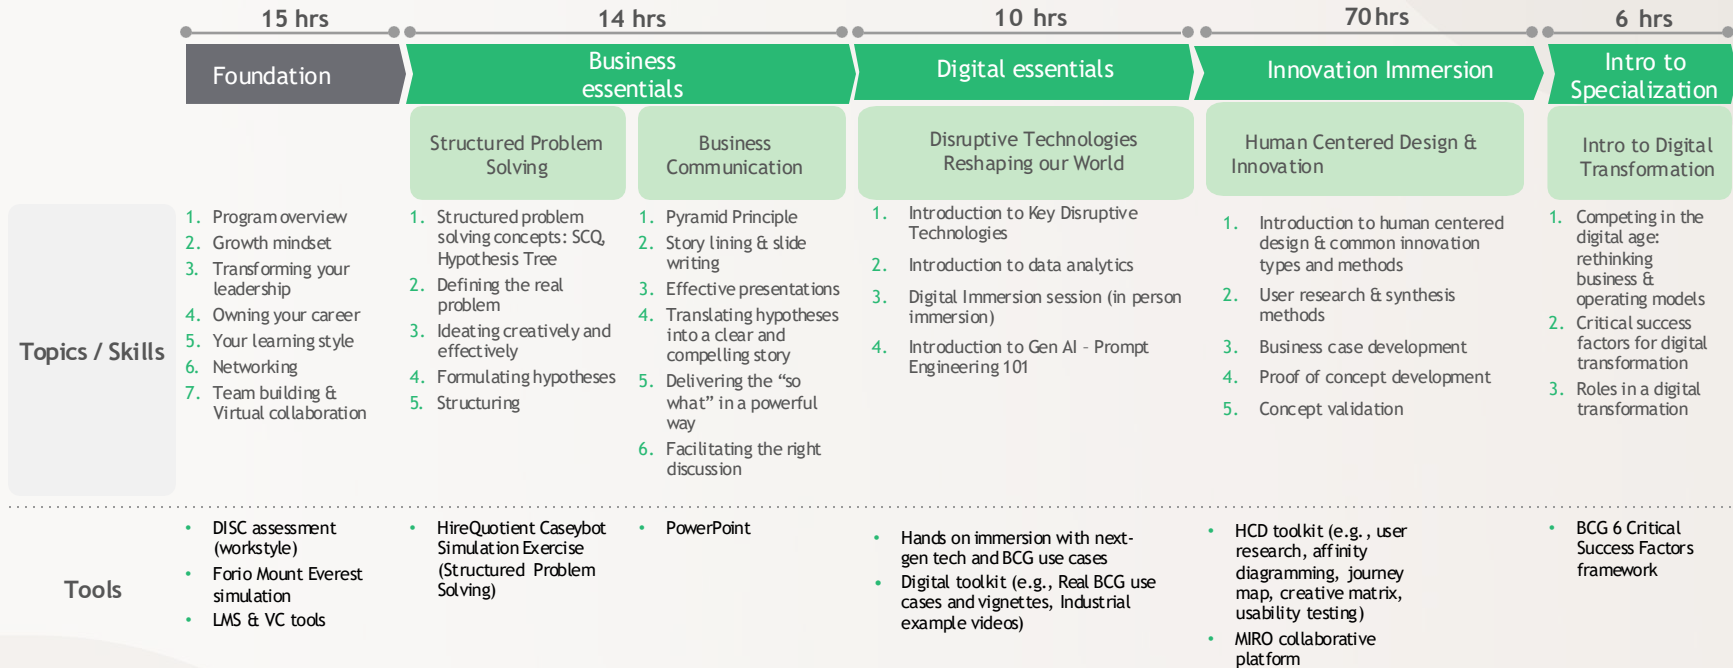 15 hrs
14 hrs
10 hrs
70 hrs
6 hrs
Foundation
Business
essentials
Digital essentials
Innovation Immersion
Intro to
Specialization
Structured Problem
Solving
Business
Communication
Disruptive Technologies
Reshaping our World
Human Centered Design &
Innovation
Intro to Digital
Transformation
Topics / Skills
1. Program overview
2. Growth mindset
3. Transforming your
leadership
4. Owning your career
5. Your learning style
6. Networking
7. Team building &
Virtual collaboration
1. Structured problem
solving concepts: SCQ,
Hypothesis Tree
2. Defining the real
problem
3. Ideating creatively and
effectively
4. Formulating hypotheses
5. Structuring
1. Pyramid Principle
2. Story lining & slide
writing
3. Effective presentations
4. Translating hypotheses
into a clear and
compelling story
5. Delivering the “so
what” in a powerful
way
6. Facilitating the right
discussion
1. Introduction to Key Disruptive
Technologies
2. Introduction to data analytics
3. Digital Immersion session (in person
immersion)
4. Introduction to Gen AI – Prompt
Engineering 101
1. Introduction to human centered
design & common innovation
types and methods
2. User research & synthesis
methods
3. Business case development
4. Proof of concept development
5. Concept validation
1. Competing in the
digital age:
rethinking
business &
operating models
2. Critical success
factors for digital
transformation
3. Roles in a digital
transformation
Tools
• DISC assessment
(workstyle)
• Forio Mount Everest
simulation
• LMS & VC tools
• HireQuotient Caseybot
Simulation Exercise
(Structured Problem
Solving)
• PowerPoint
• Hands on immersion with next-
gen tech and BCG use cases
• Digital toolkit (e.g., Real BCG use
cases and vignettes, Industrial
example videos)
• HCD toolkit (e.g., user
research, affinity
diagramming, journey
map, creative matrix,
usability testing)
• MIRO collaborative
platform
• BCG 6 Critical
Success Factors
framework